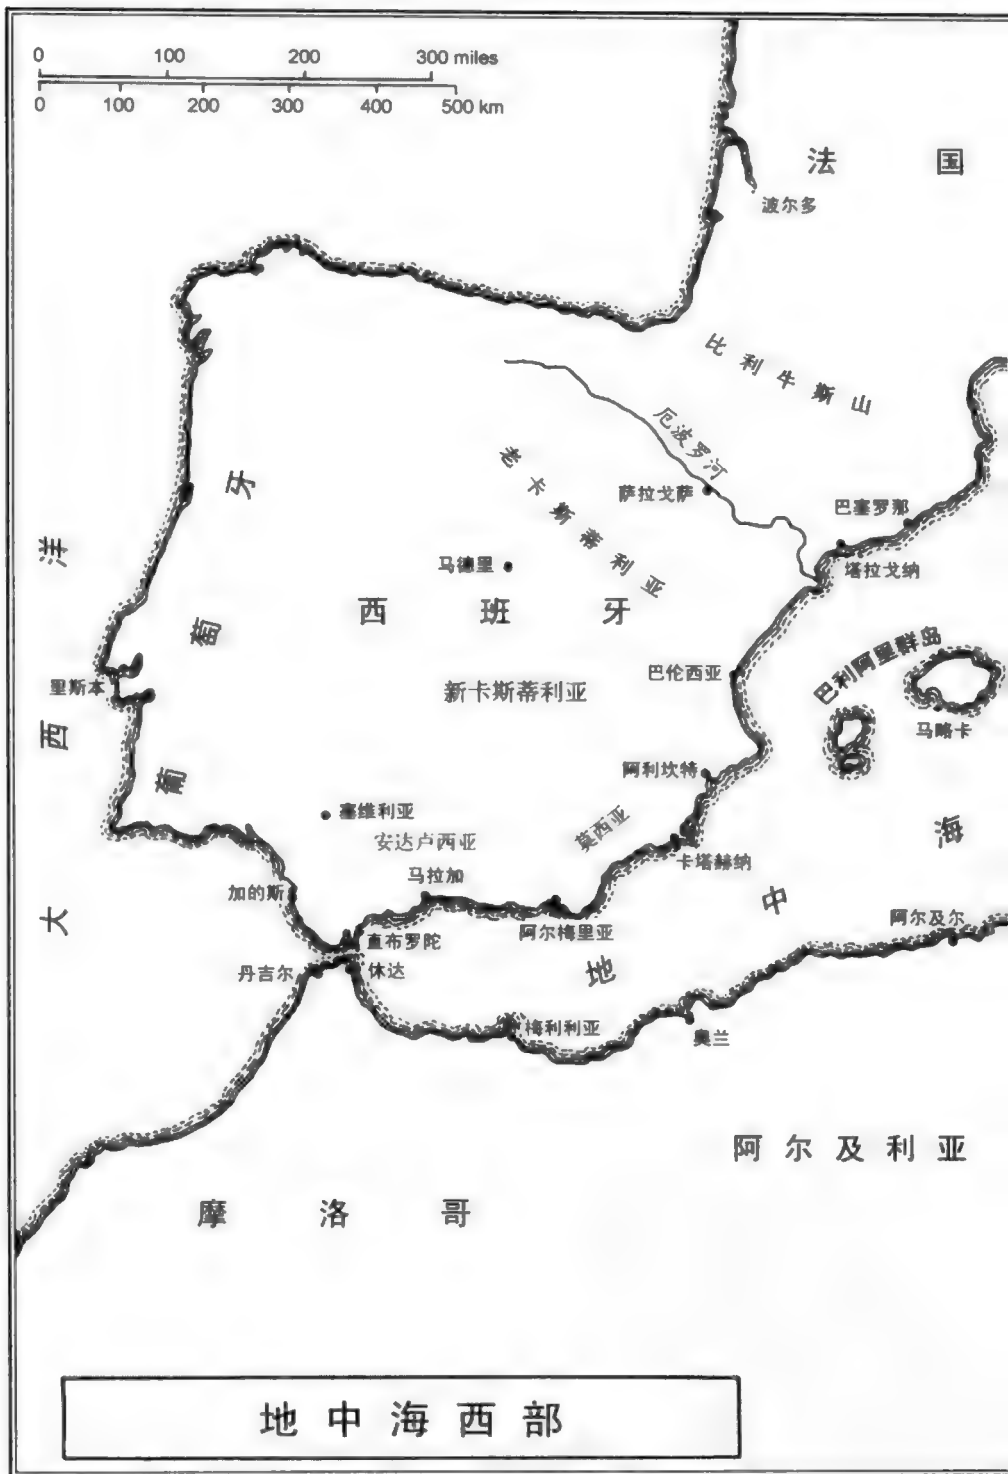 0 100 200 300 miles
0 100 200 300 400 500 km
法国
波尔多
比利牛斯山
厄波罗河
老卡斯蒂利亚
萨拉戈萨
巴塞罗那
塔拉戈纳
马德里
西班牙
葡萄牙
大西洋
里斯本
新卡斯蒂利亚
巴伦西亚
巴利阿里群岛
马略卡
阿利坎特
塞维利亚
安达卢西亚
莫西亚
卡塔赫纳
马拉加
加的斯
阿尔梅里亚
直布罗陀
丹吉尔
休达
地中海
阿尔及尔
梅利利亚
奥兰
阿尔及利亚
摩洛哥
地中海西部